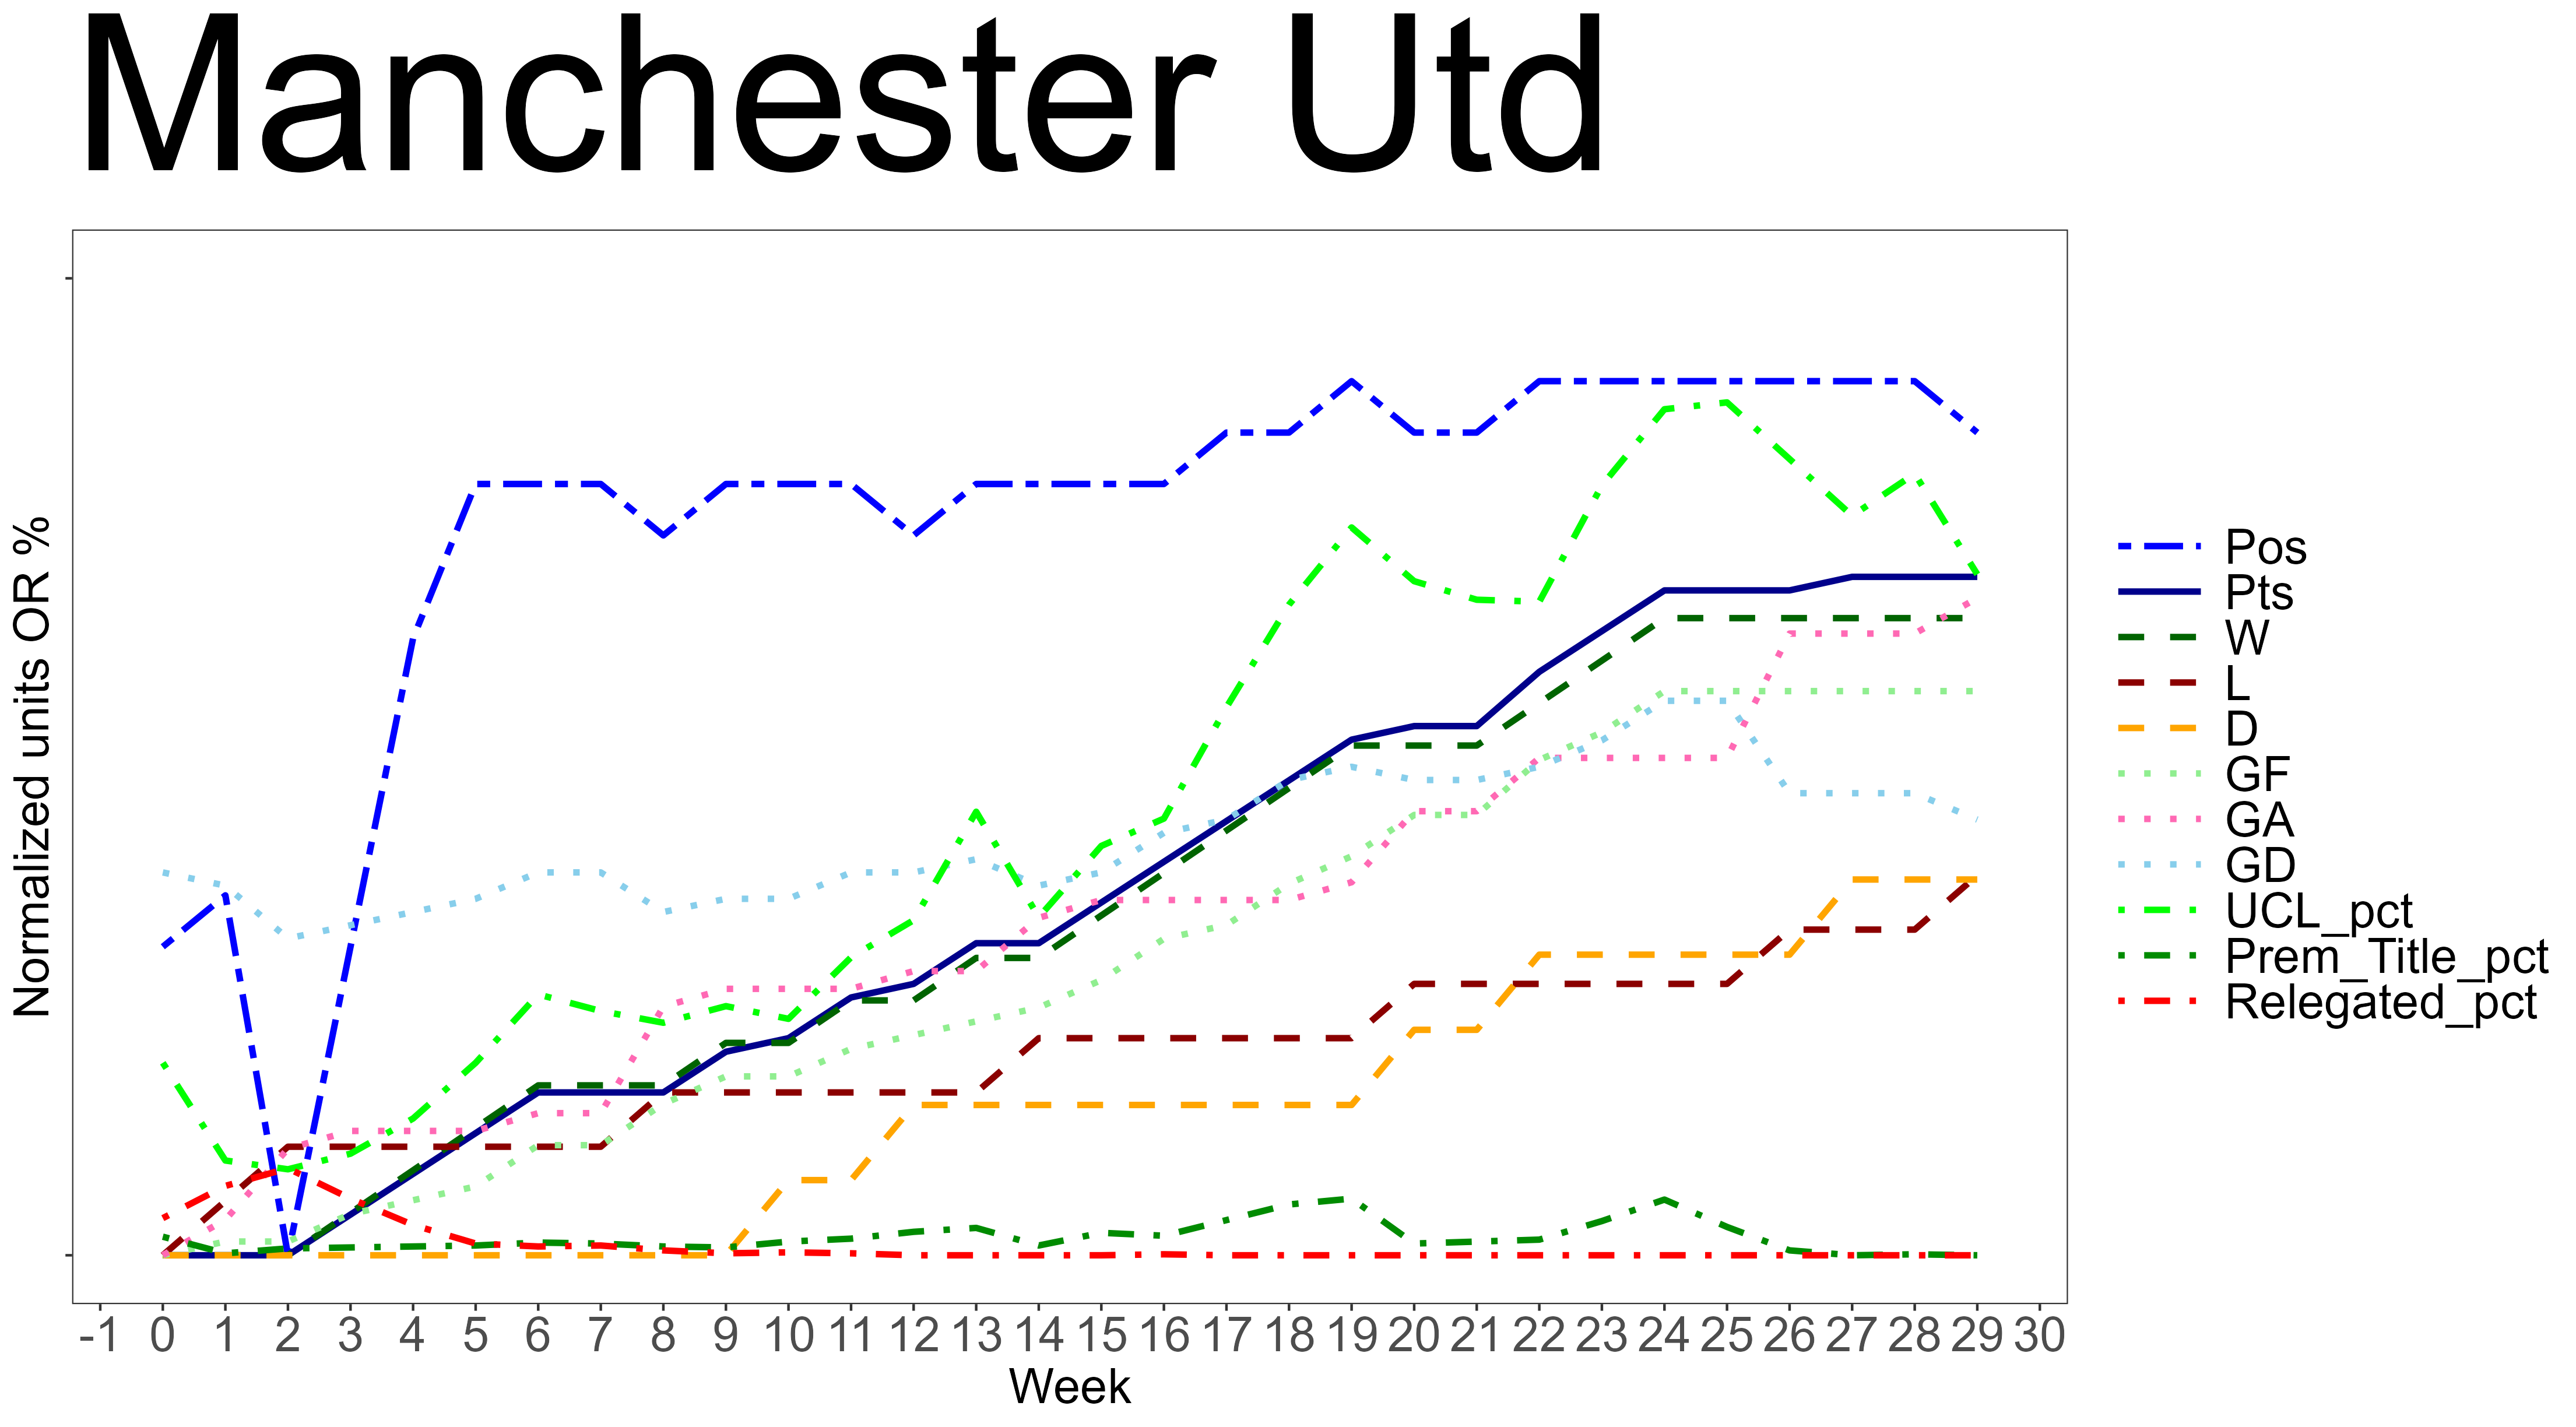 Manchester Utd
Normalized units OR %
Pos
Pts
W
L
D
GF
GA
GD
UCL_pct
Prem_Title_pct
Relegated_pct
-1 0 1 2 3 4 5 6 7 8 9 10 11 12 13 14 15 16 17 18 19 20 21 22 23 24 25 26 27 28 29 30
Week